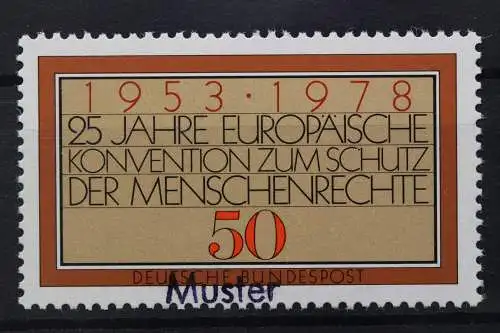 1953·1978
25 JAHRE EUROPÄISCHE
KONVENTION ZUM SCHUTZ
DER MENSCHENRECHTE
50
DEUTSCHE BUNDESPOST
Muster